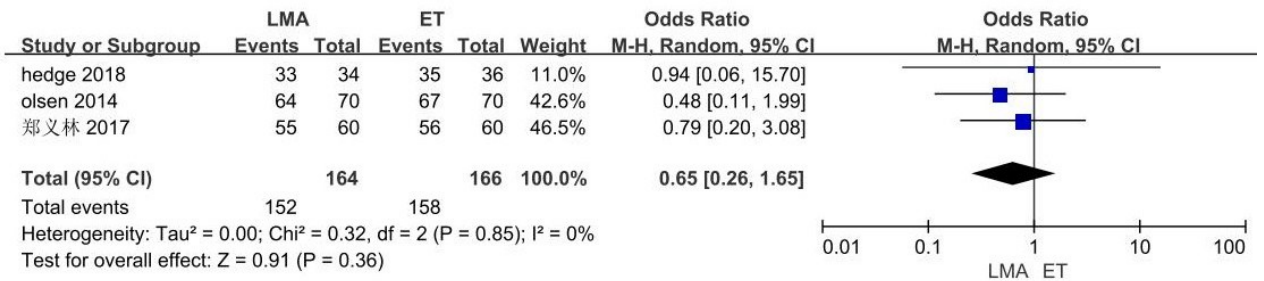 LMA ET Odds Ratio Odds Ratio
Study or Subgroup Events Total Events Total Weight M-H, Random, 95% CI M-H, Random, 95% CI
hedge 2018 33 34 35 36 11.0% 0.94 [0.06, 15.70]
olsen 2014 64 70 67 70 42.6% 0.48 [0.11, 1.99]
郑义林 2017 55 60 56 60 46.5% 0.79 [0.20, 3.08]
Total (95% CI) 164 166 100.0% 0.65 [0.26, 1.65]
Total events 152 158
Heterogeneity: Tau² = 0.00; Chi² = 0.32, df = 2 (P = 0.85); I² = 0%
Test for overall effect: Z = 0.91 (P = 0.36)
0.01 0.1 1 10 100
LMA ET